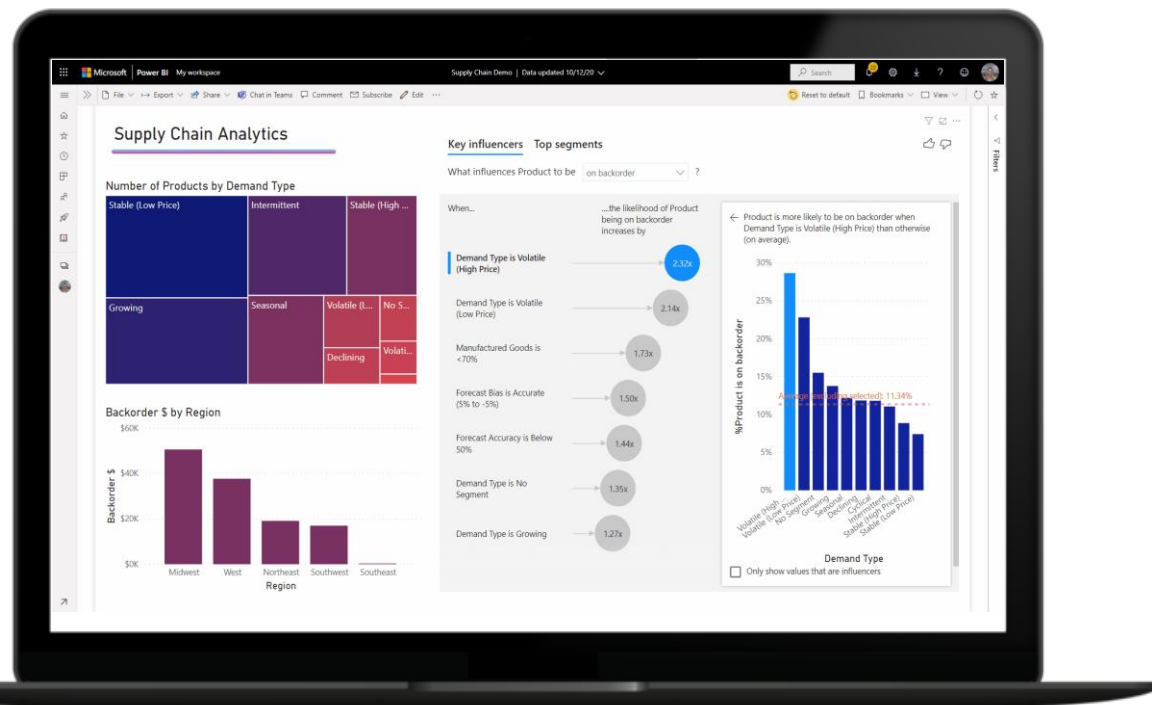 Microsoft Power BI My workspace
Supply Chain Demo | Data updated 10/12/20
Search
File Export Share Chat in Teams Comment Subscribe Edit ...
Reset to default Bookmarks View
Supply Chain Analytics
Number of Products by Demand Type
Stable (Low Price)
Intermittent
Stable (High ...
Growing
Seasonal
Volatile (L...
No S...
Declining
Volati...
Backorder $ by Region
$60K
$40K
$20K
$0K
Backorder $
Midwest West Northeast Southwest Southeast
Region
Key influencers Top segments
What influences Product to be on backorder ?
When...
....the likelihood of Product
being on backorder
increases by
Demand Type is Volatile
(High Price)
2.32x
Demand Type is Volatile
(Low Price)
2.14x
Manufactured Goods is
<70%
1.73x
Forecast Bias is Accurate
(5% to -5%)
1.50x
Forecast Accuracy is Below
50%
1.44x
Demand Type is No
Segment
1.35x
Demand Type is Growing
1.27x
Product is more likely to be on backorder when
Demand Type is Volatile (High Price) than otherwise
(on average).
30%
25%
20%
15%
10%
5%
0%
%Product is on backorder
Average (excluding selected): 11.34%
Volatile (High ...
Volatile (Low Price)
No Segment
Growing
Seasonal
Declining
Cyclical
Intermittent
Stable (High Price)
Stable (Low Price)
Demand Type
Only show values that are influencers
Filters